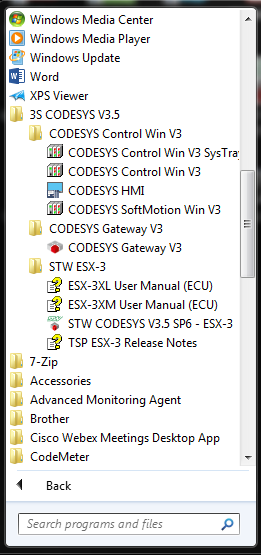 Windows Media Center
Windows Media Player
Windows Update
Word
XPS Viewer
3S CODESYS V3.5
CODESYS Control Win V3
CODESYS Control Win V3 SysTray
CODESYS Control Win V3
CODESYS HMI
CODESYS SoftMotion Win V3
CODESYS Gateway V3
CODESYS Gateway V3
STW ESX-3
ESX-3XL User Manual (ECU)
ESX-3XM User Manual (ECU)
STW CODESYS V3.5 SP6 - ESX-3
TSP ESX-3 Release Notes
7-Zip
Accessories
Advanced Monitoring Agent
Brother
Cisco Webex Meetings Desktop App
CodeMeter
Back
Search programs and files